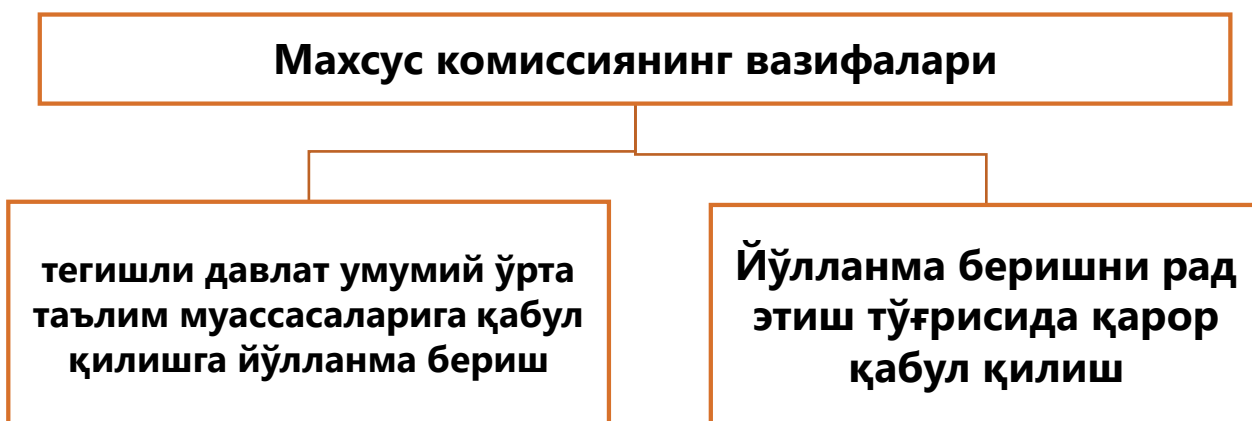 Махсус комиссиянинг вазифалари
тегишли давлат умумий ўрта
таълим муассасаларига қабул
қилишга йўлланма бериш
Йўлланма беришни рад
этиш тўғрисида қарор
қабул қилиш